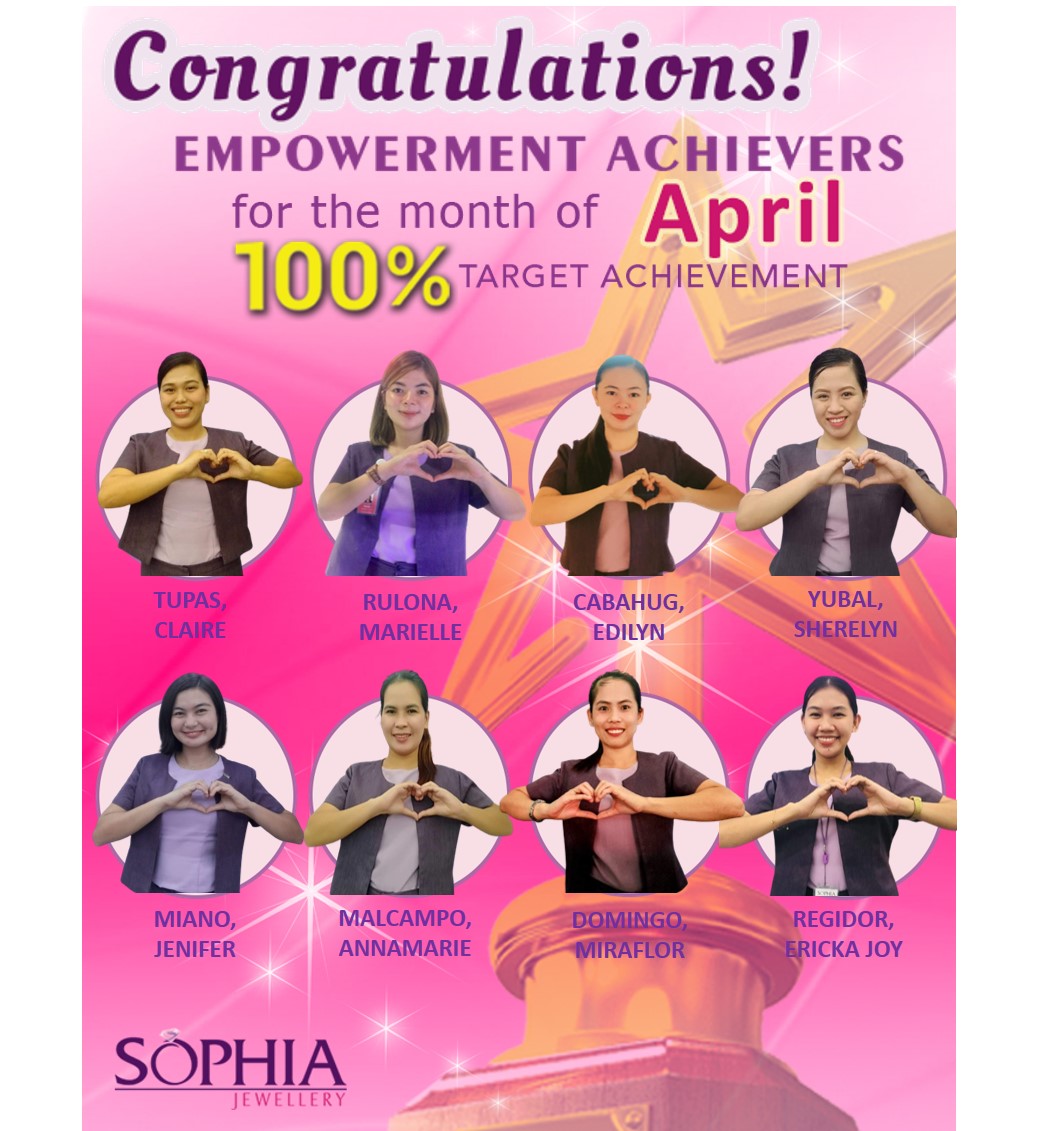 Congratulations!
EMPOWERMENT ACHIEVERS
for the month of April
100% TARGET ACHIEVEMENT
TUPAS,
CLAIRE
RULONA,
MARIELLE
CABAHUG,
EDILYN
YUBAL,
SHERELYN
MIANO,
JENIFER
MALCAMPO,
ANNAMARIE
DOMINGO,
MIRAFLOR
REGIDOR,
ERICKA JOY
SOPHIA
SOPHIA
JEWELLERY